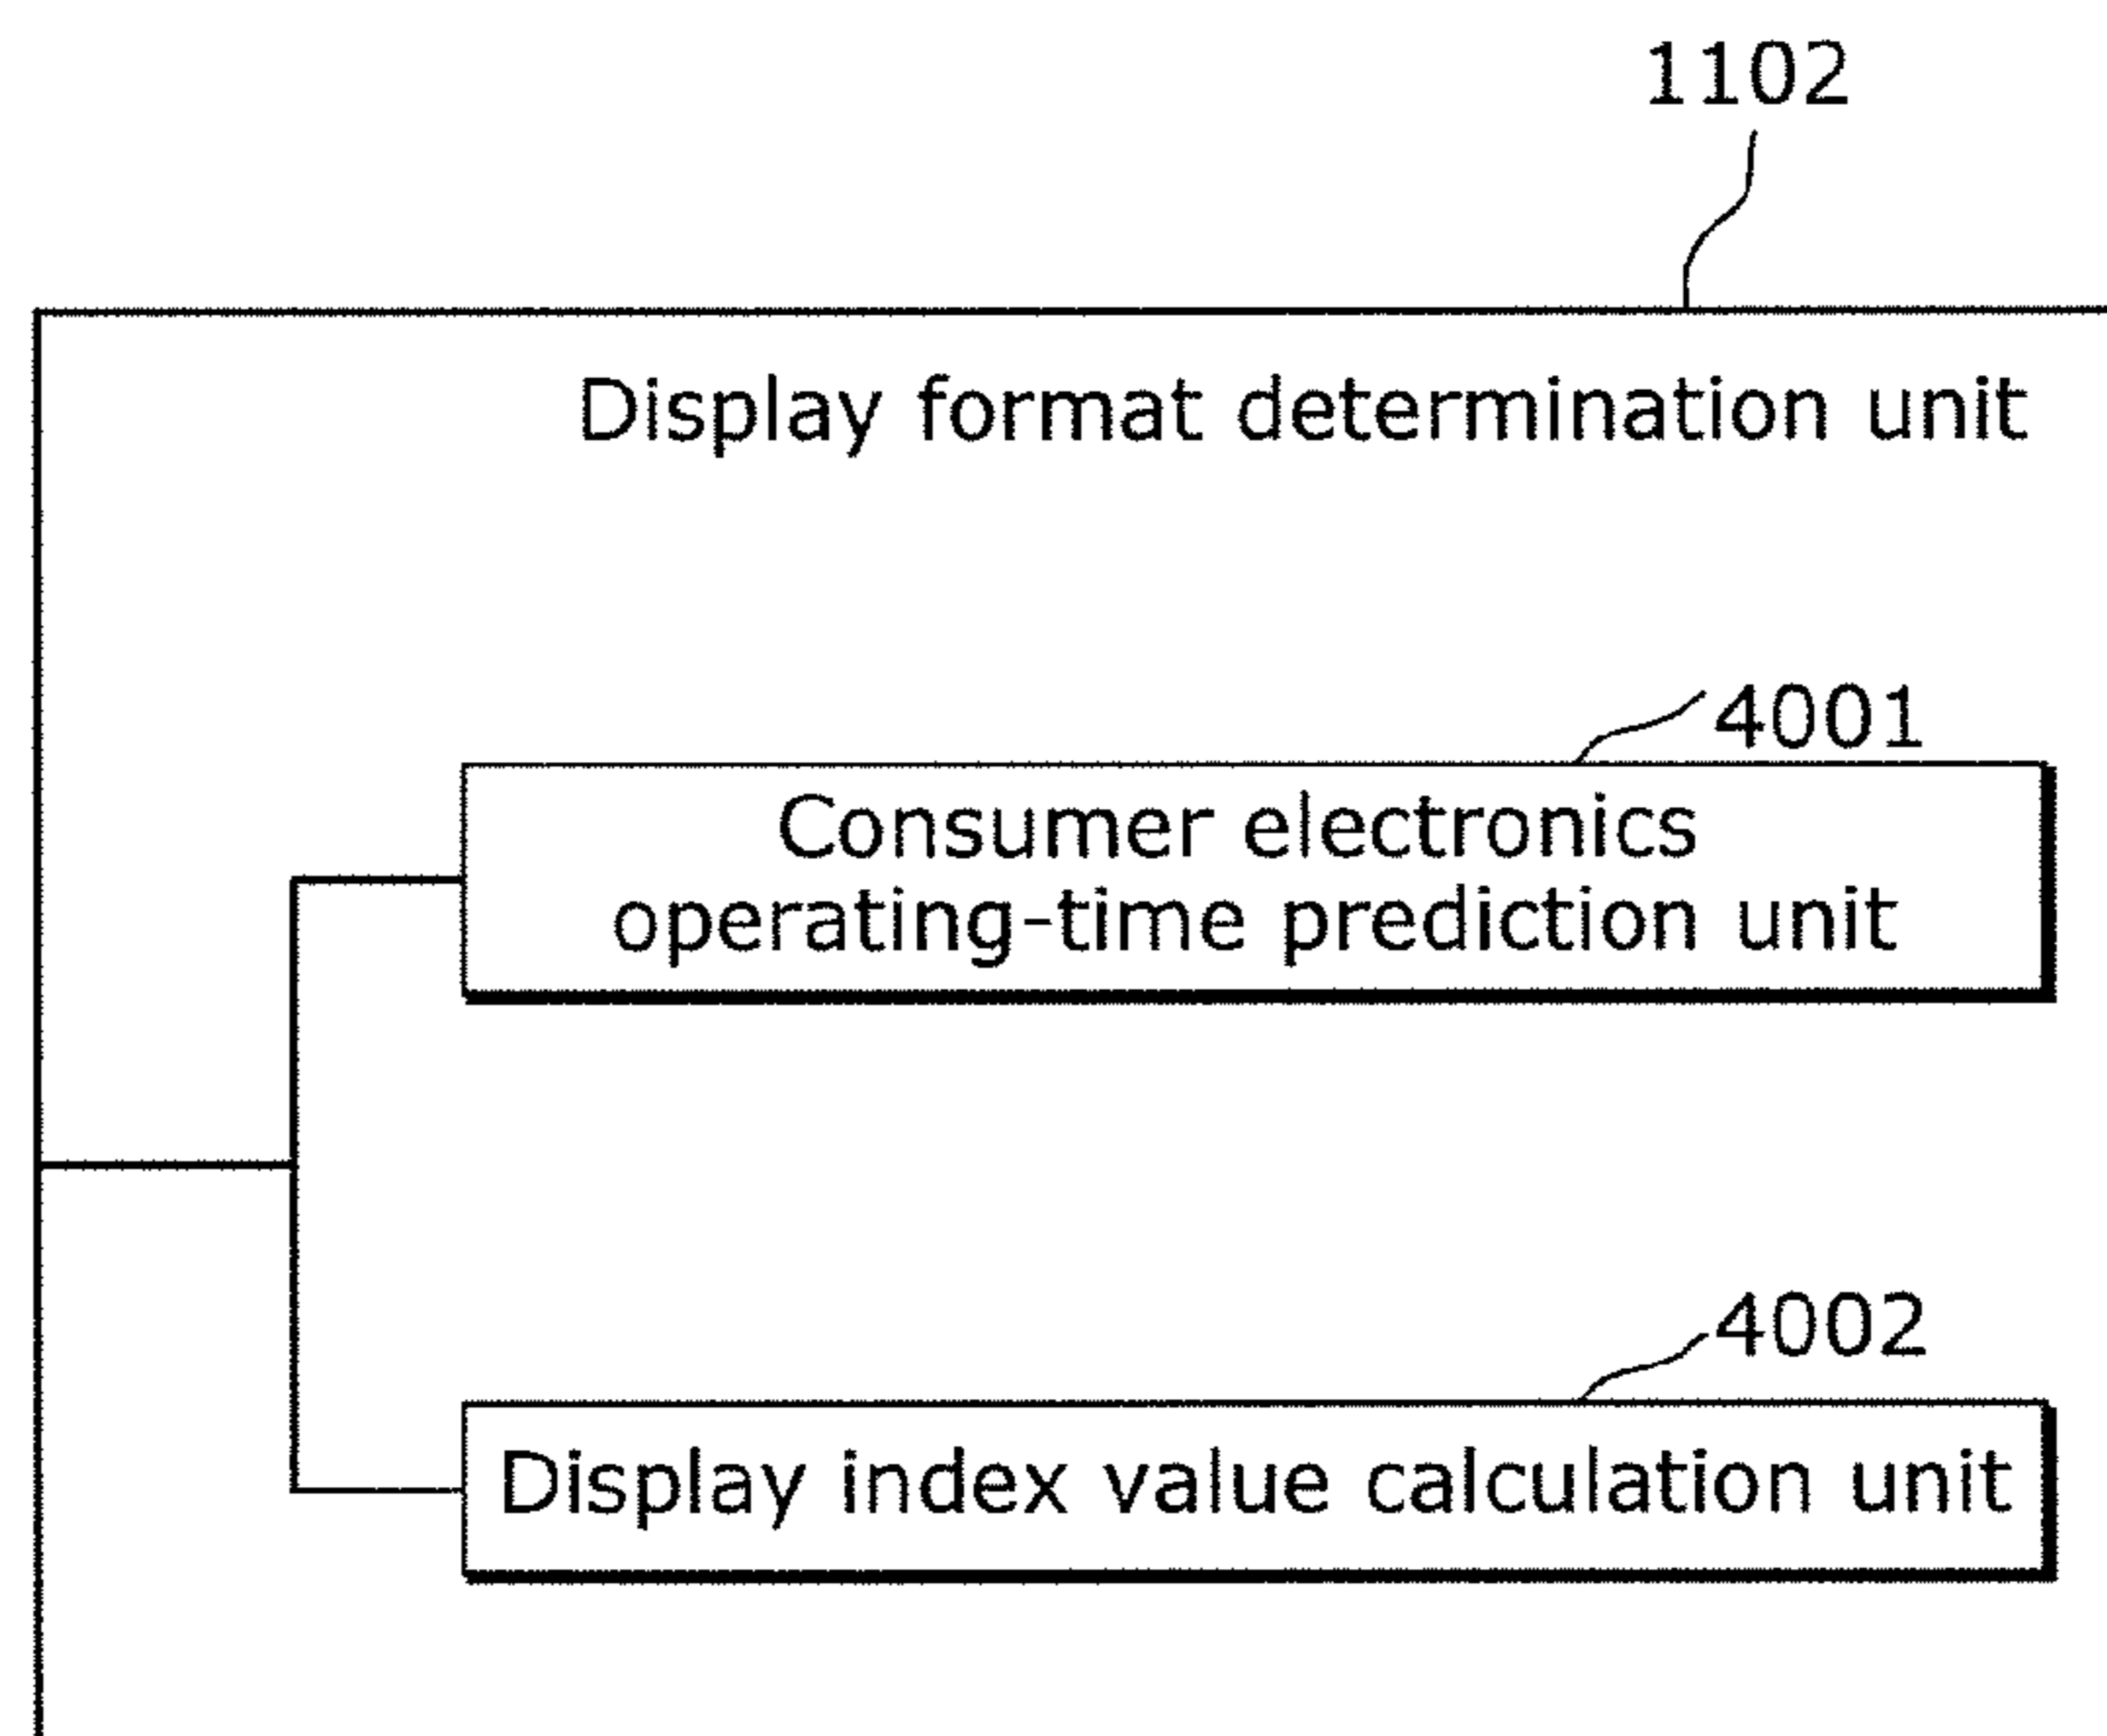 1102
Display format determination unit
4001
Consumer electronics
operating-time prediction unit
4002
Display index value calculation unit